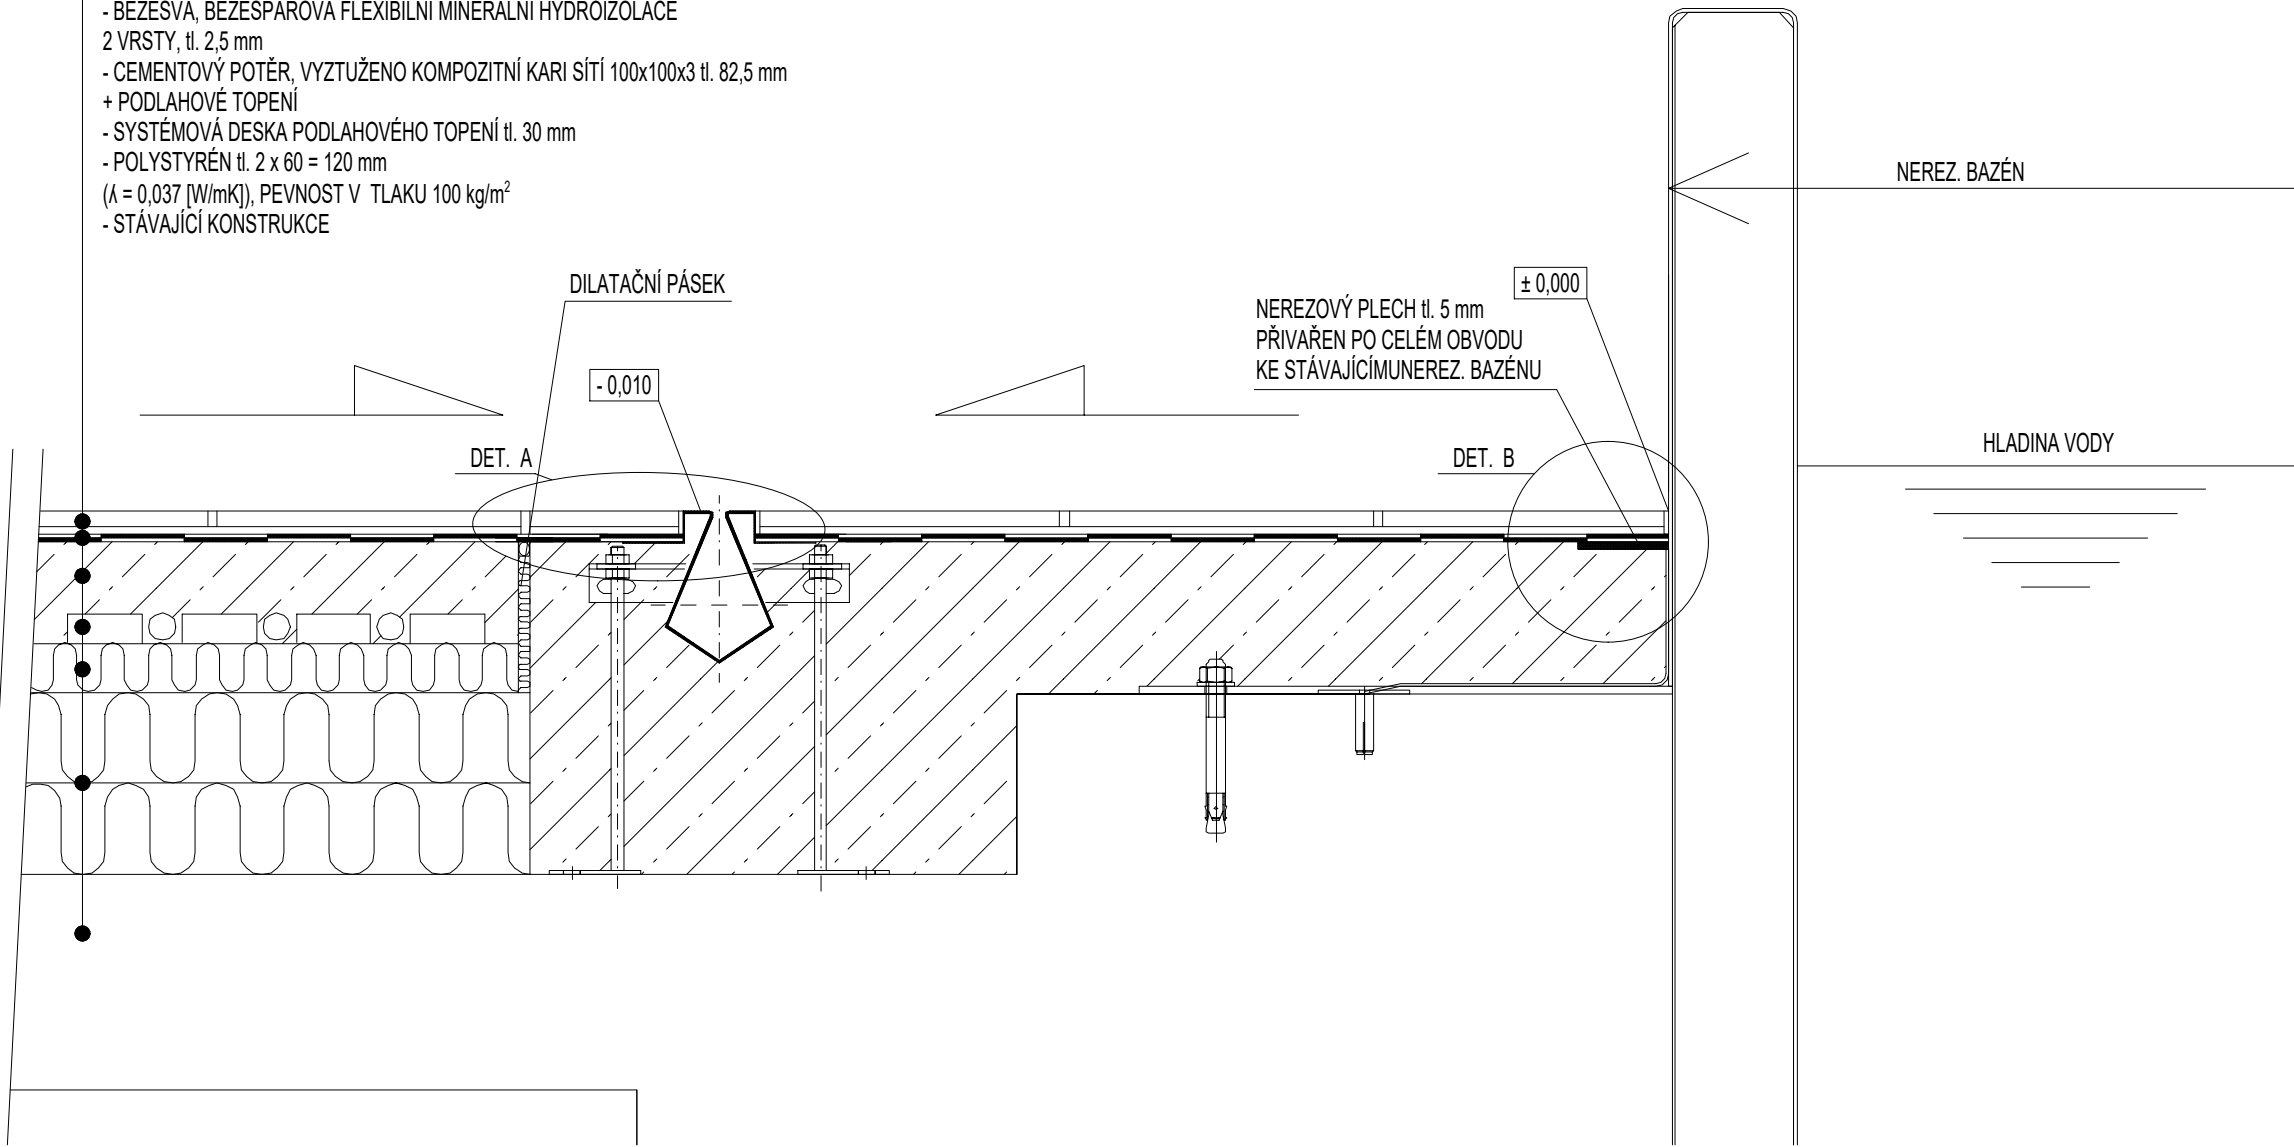 - BEZEŠVÁ, BEZESPÁROVÁ FLEXIBILNÍ MINERÁLNÍ HYDROIZOLACE
2 VRSTY, tl. 2,5 mm
- CEMENTOVÝ POTĚR, VYZTUŽENO KOMPOZITNÍ KARI SÍTÍ 100x100x3 tl. 82,5 mm
+ PODLAHOVÉ TOPENÍ
- SYSTÉMOVÁ DESKA PODLAHOVÉHO TOPENÍ tl. 30 mm
- POLYSTYRÉN tl. 2 x 60 = 120 mm
(ʎ = 0,037 [W/mK]), PEVNOST V TLAKU 100 kg/m²
- STÁVAJÍCÍ KONSTRUKCE
NEREZ. BAZÉN
DILATAČNÍ PÁSEK
± 0,000
NEREZOVÝ PLECH tl. 5 mm
PŘIVAŘEN PO CELÉM OBVODU
KE STÁVAJÍCÍMUNEREZ. BAZÉNU
- 0,010
HLADINA VODY
DET. A
DET. B